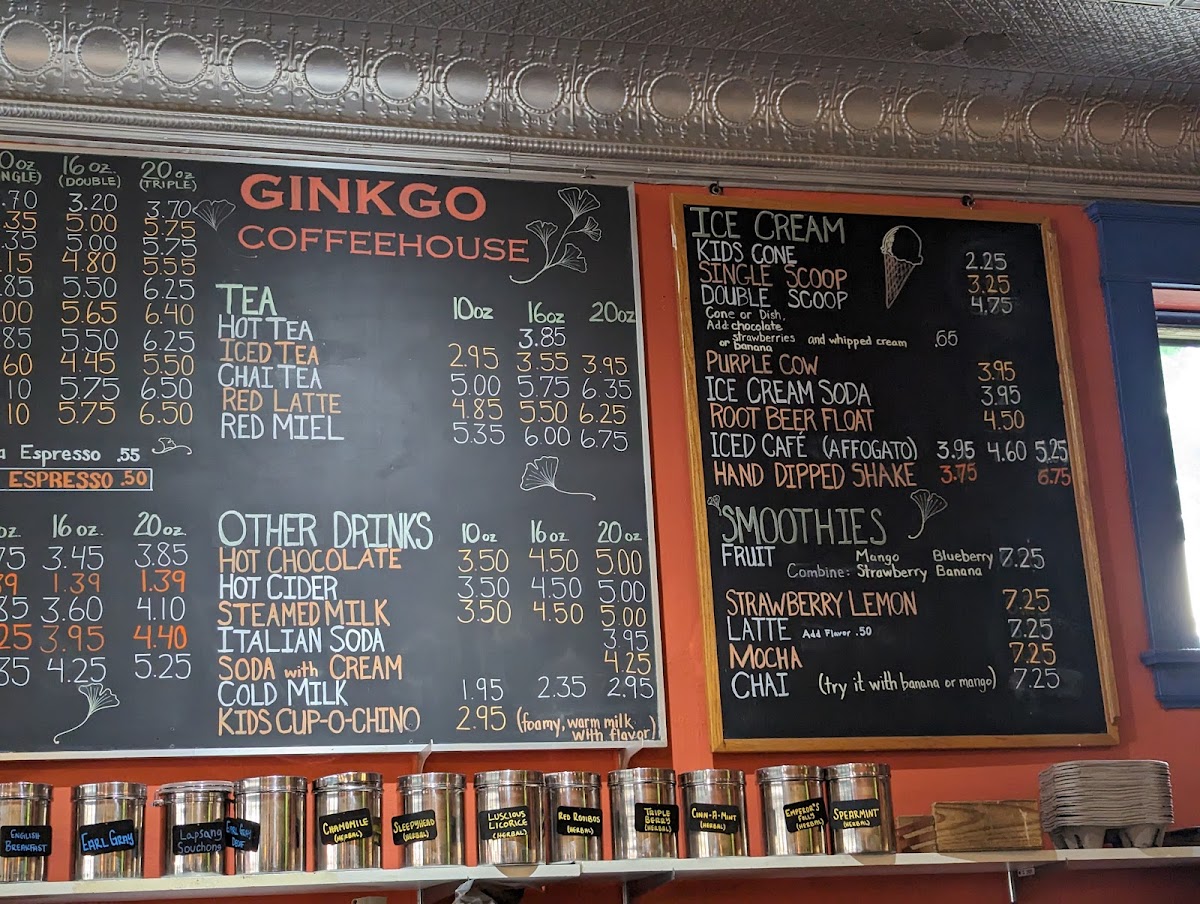 16 oz. 20 oz
(DOUBLE) (TRIPLE)
3.20 3.70
5.00 5.75
5.00 5.75
4.80 5.55
5.50 6.25
5.65 6.40
5.50 6.25
4.45 5.50
5.75 6.50
5.75 6.50
Espresso .55
ESPRESSO .50
16 oz. 20oz
3.45 3.85
1.39 1.39
3.60 4.10
3.95 4.40
4.25 5.25
GINKGO
COFFEEHOUSE
TEA 10oz 16oz 20oz
HOT TEA 3.85
ICED TEA 2.95 3.55 3.95
CHAI TEA 5.00 5.75 6.35
RED LATTE 4.85 5.50 6.25
RED MIEL 5.35 6.00 6.75
OTHER DRINKS 10oz 16oz 20oz
HOT CHOCOLATE 3.50 4.50 5.00
HOT CIDER 3.50 4.50 5.00
STEAMED MILK 3.50 4.50 5.00
ITALIAN SODA 3.95
SODA with CREAM 4.25
COLD MILK 1.95 2.35 2.95
KIDS CUP-O-CHINO 2.95 (foamy, warm milk
with flavor)
ICE CREAM
KIDS CONE 2.25
SINGLE SCOOP 3.25
DOUBLE SCOOP 4.75
Cone or Dish.
Add chocolate
strawberries and whipped cream .65
or banana
PURPLE COW 3.95
ICE CREAM SODA 3.95
ROOT BEER FLOAT 4.50
ICED CAFÉ (AFFOGATO) 3.95 4.60 5.25
HAND DIPPED SHAKE 3.75 6.75
SMOOTHIES
FRUIT Mango Blueberry 7.25
Combine: Strawberry Banana
STRAWBERRY LEMON 7.25
LATTE Add Flavor .50 7.25
MOCHA 7.25
CHAI (try it with banana or mango) 7.25
ENGLISH
BREAKFAST
EARL GRAY
Lapsang
Souchong
EARL GRAY
DECAF
CHAMOMILE
(HERBAL)
SLEEPYHEAD
(HERBAL)
LUSCIOUS
LICORICE
(HERBAL)
RED ROOIBOS
(HERBAL)
TRIPLE
BERRY
(HERBAL)
CINN-A-MINT
(HERBAL)
EMPEROR'S
FALLS
(HERBAL)
SPEARMINT
(HERBAL)